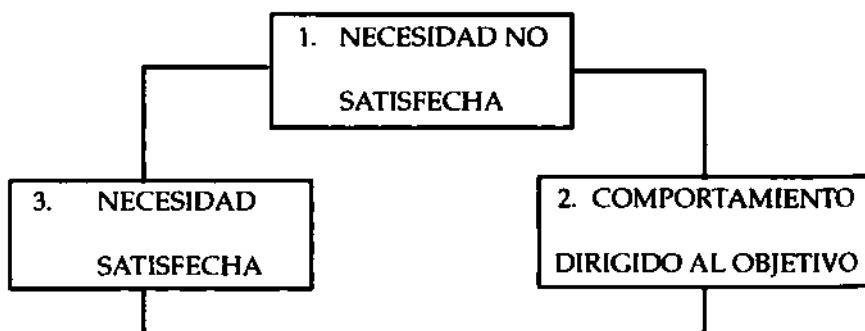 1. NECESIDAD NO
SATISFECHA
3. NECESIDAD
SATISFECHA
2. COMPORTAMIENTO
DIRIGIDO AL OBJETIVO